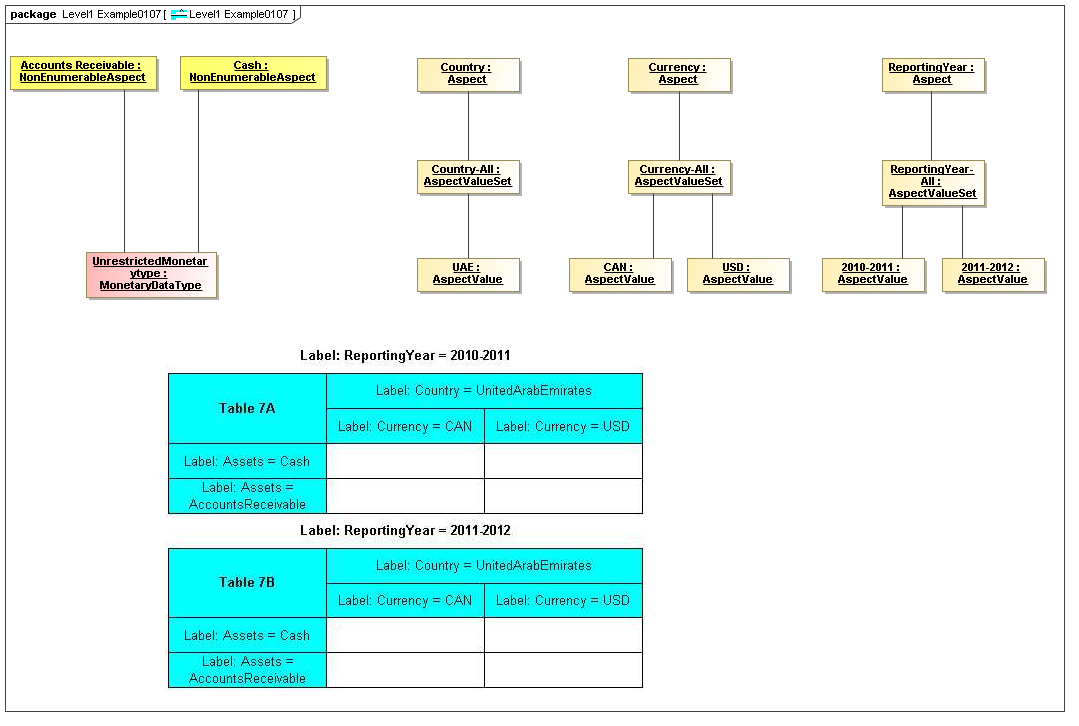 package Level1 Example0107 [ Level1 Example0107 ]
Accounts Receivable :
NonEnumerableAspect
Cash :
NonEnumerableAspect
Country :
Aspect
Currency :
Aspect
ReportingYear :
Aspect
Country-All :
AspectValueSet
Currency-All :
AspectValueSet
ReportingYear-
All :
AspectValueSet
UnrestrictedMonetar
ytype :
MonetaryDataType
UAE :
AspectValue
CAN :
AspectValue
USD :
AspectValue
2010-2011 :
AspectValue
2011-2012 :
AspectValue
Label: ReportingYear = 2010-2011
Table 7A
Label: Country = UnitedArabEmirates
Label: Currency = CAN
Label: Currency = USD
Label: Assets = Cash
Label: Assets =
AccountsReceivable
Label: ReportingYear = 2011-2012
Table 7B
Label: Country = UnitedArabEmirates
Label: Currency = CAN
Label: Currency = USD
Label: Assets = Cash
Label: Assets =
AccountsReceivable